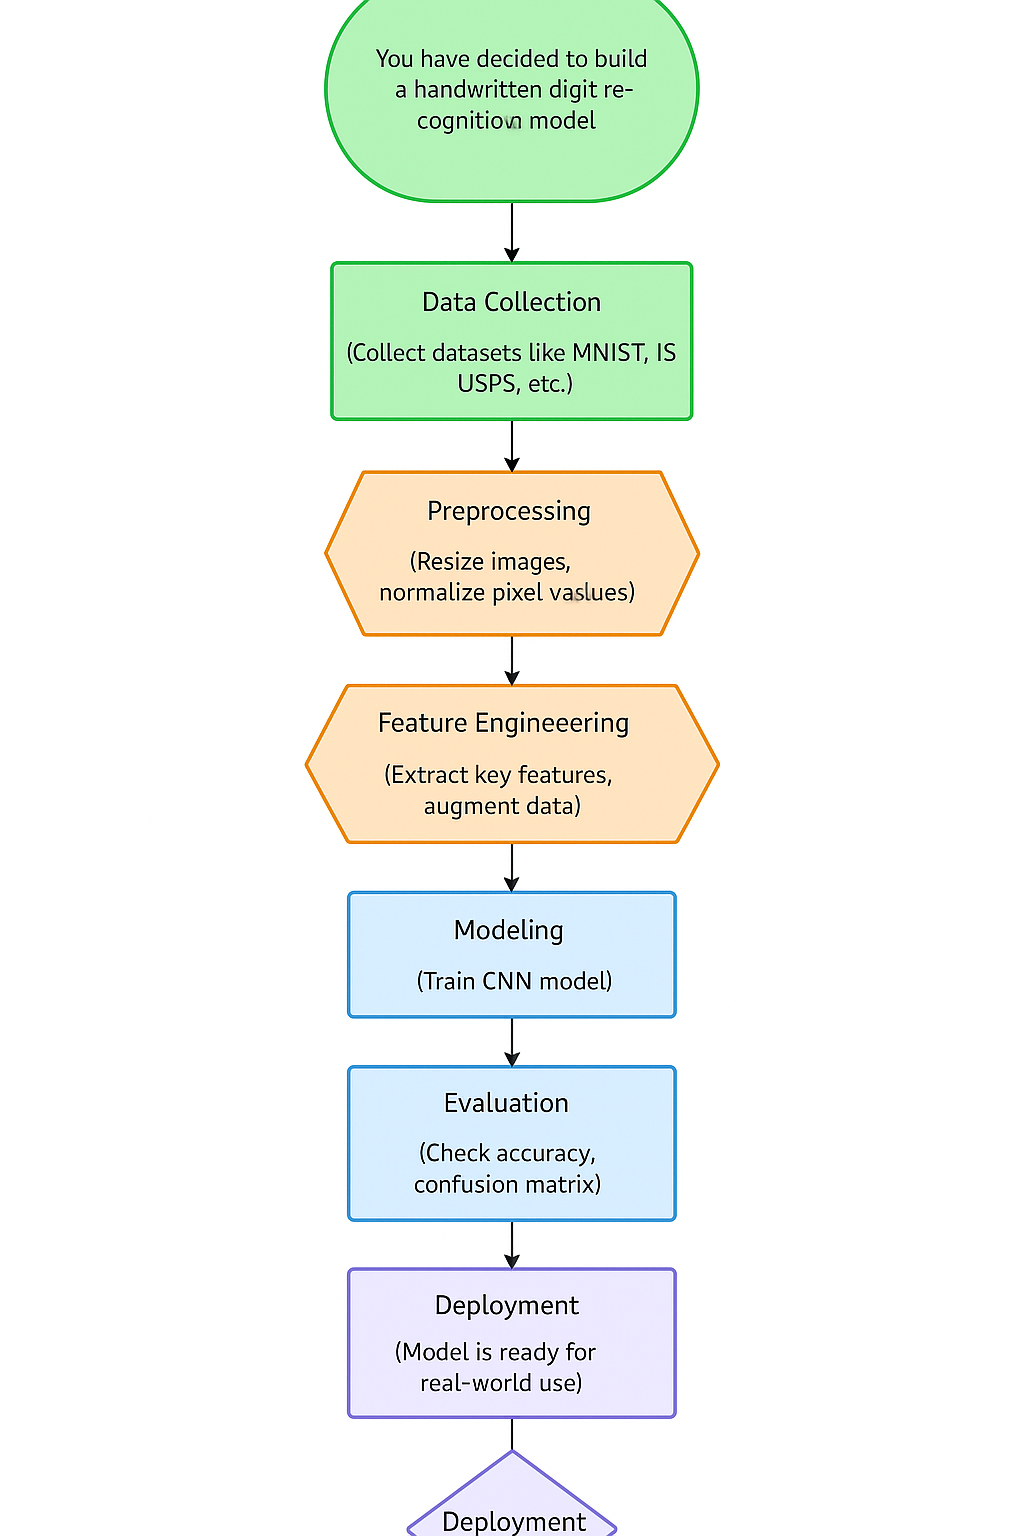 You have decided to build
a handwritten digit re-
cognition model
Data Collection
(Collect datasets like MNIST, IS
USPS, etc.)
Preprocessing
(Resize images,
normalize pixel vaslues)
Feature Engineeering
(Extract key features,
augment data)
Modeling
(Train CNN model)
Evaluation
(Check accuracy,
confusion matrix)
Deployment
(Model is ready for
real-world use)
Deployment